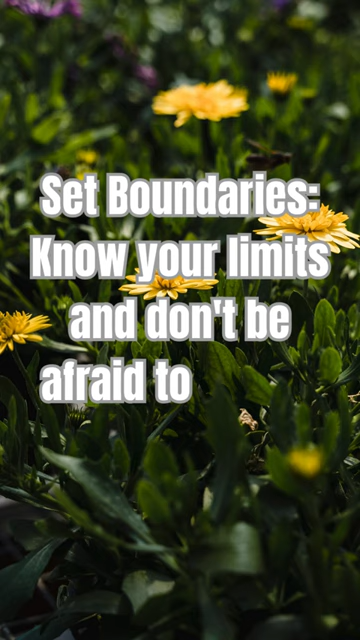 Set Boundaries:
Know your limits
and don't be
afraid to